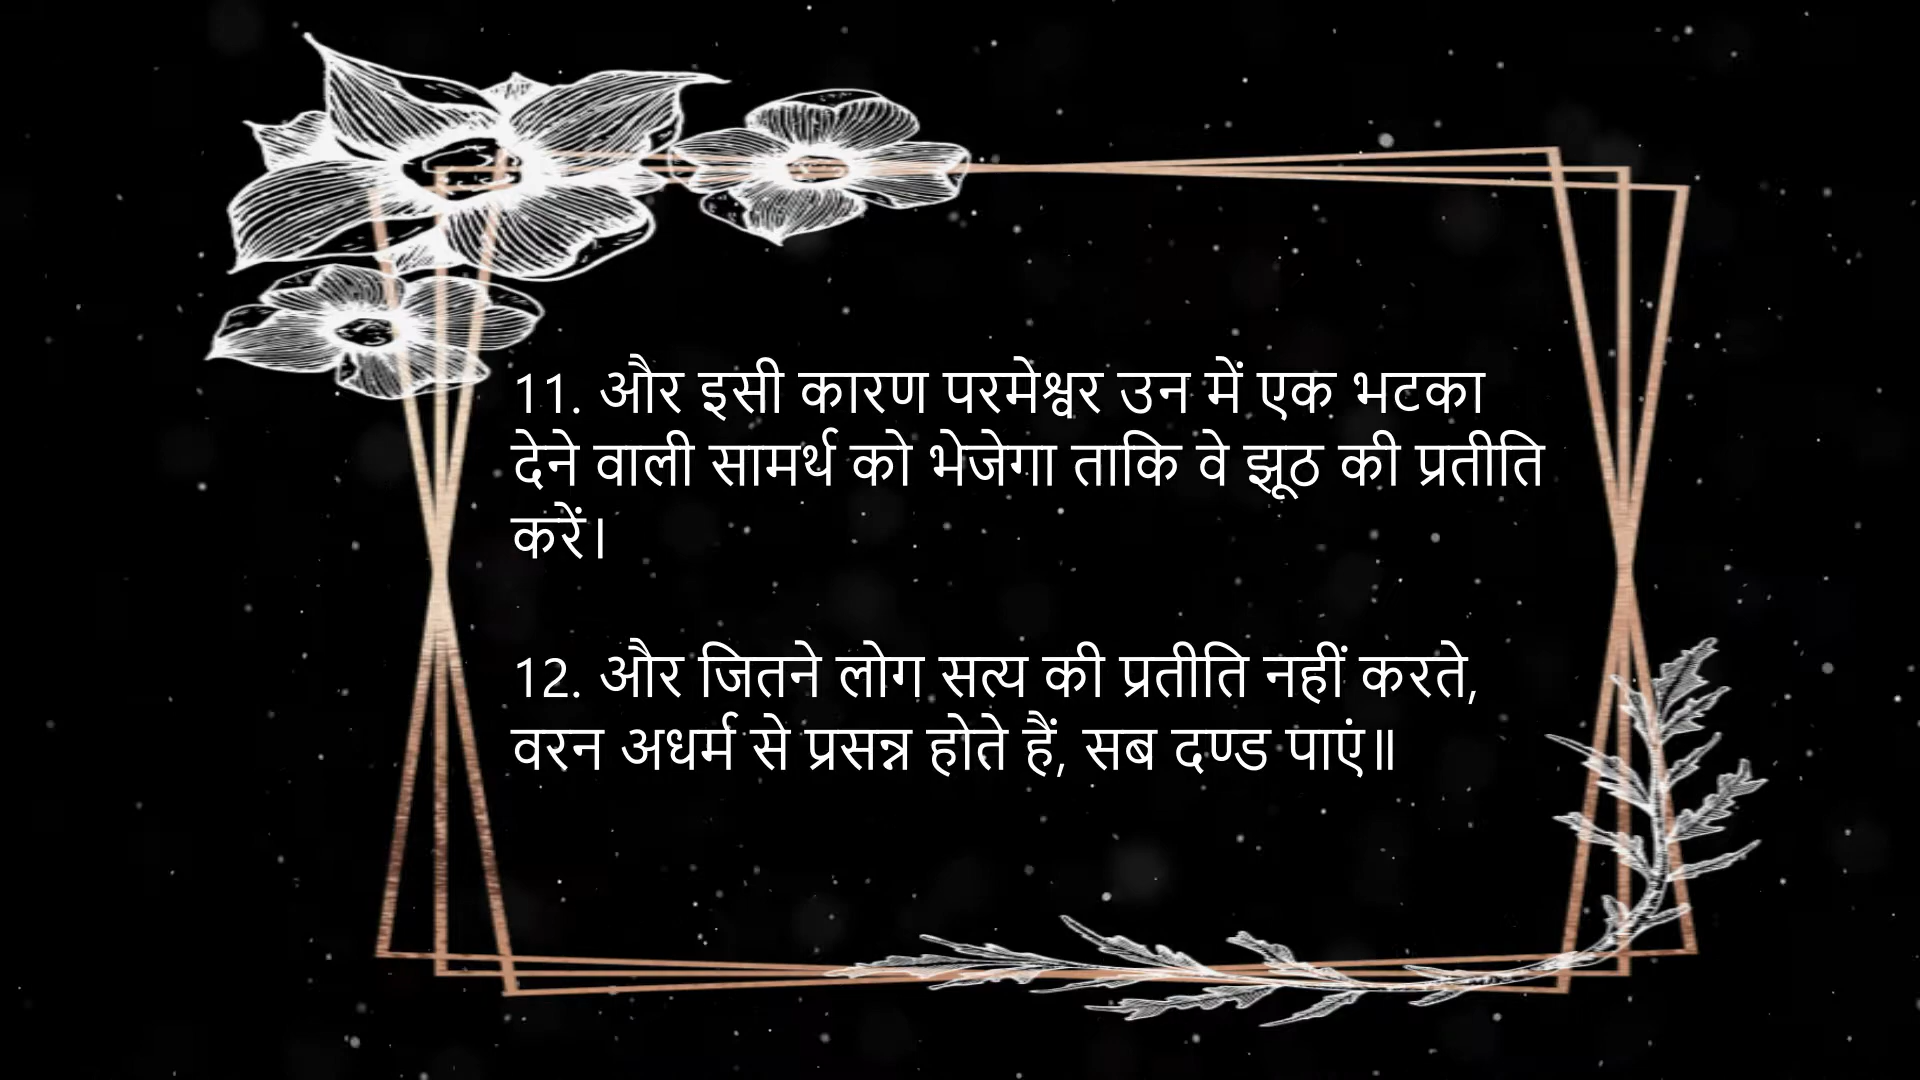 11. और इसी कारण परमेश्वर उन में एक भटका
देने वाली सामर्थ को भेजेगा ताकि वे झूठ की प्रतीति
करें।
12. और जितने लोग सत्य की प्रतीति नहीं करते,
वरन अधर्म से प्रसन्न होते हैं, सब दण्ड पाएं॥